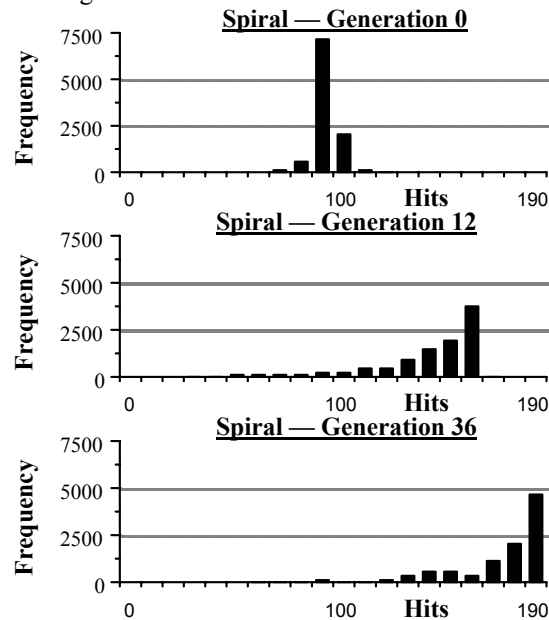 Spiral — Generation 0
7500
5000
2500
0
Frequency
0 100 Hits 190
Spiral — Generation 12
7500
5000
2500
0
Frequency
0 100 Hits 190
Spiral — Generation 36
7500
5000
2500
0
Frequency
0 100 Hits 190